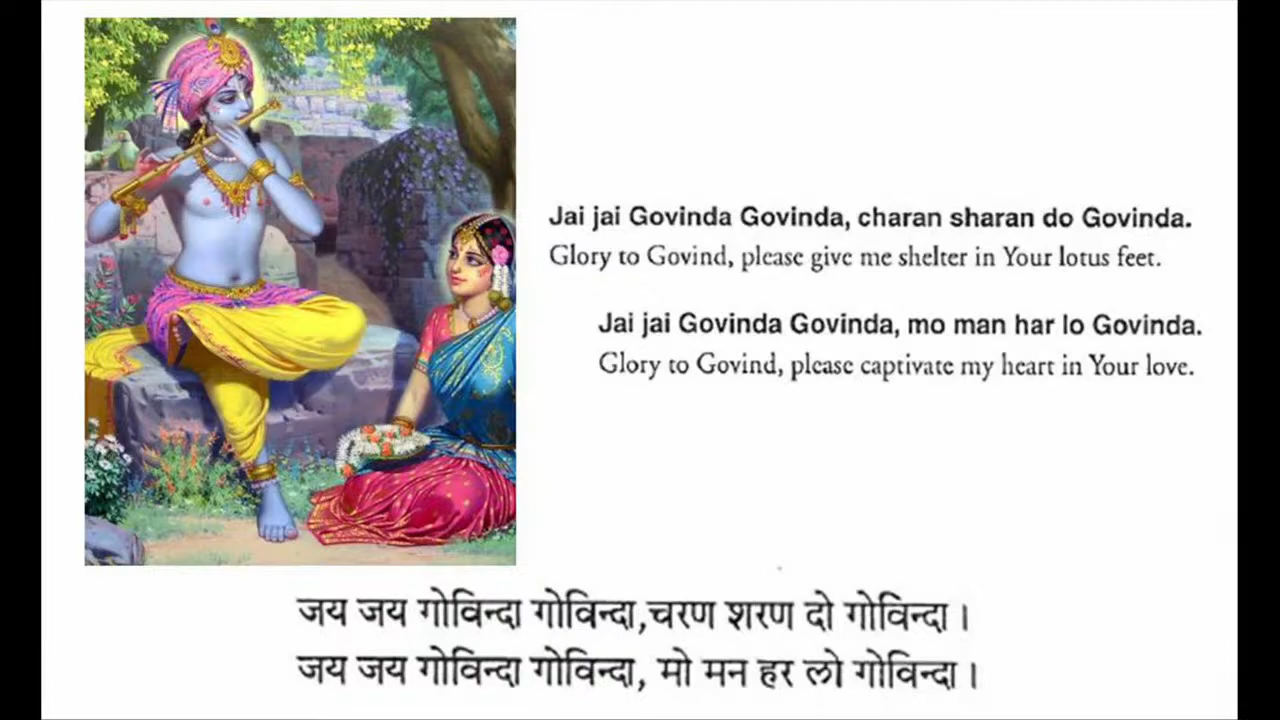 Jai jai Govinda Govinda, charan sharan do Govinda.
Glory to Govind, please give me shelter in Your lotus feet.
Jai jai Govinda Govinda, mo man har lo Govinda.
Glory to Govind, please captivate my heart in Your love.
जय जय गोविन्दा गोविन्दा,चरण शरण दो गोविन्दा ।
जय जय गोविन्दा गोविन्दा, मो मन हर लो गोविन्दा ।